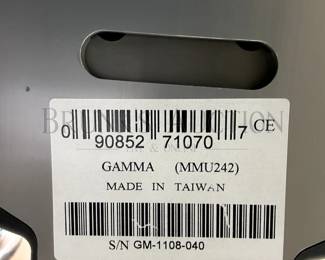 0 90852 71070 7 CE
GAMMA (MMU242)
MADE IN TAIWAN
S/N GM-1108-040